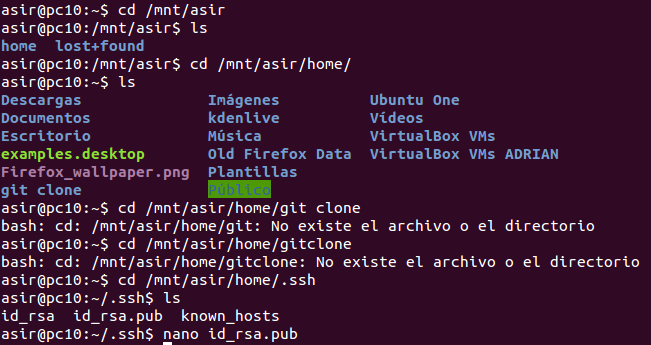 asir@pc10:~$ cd /mnt/asir
asir@pc10:/mnt/asir$ ls
home  lost+found
asir@pc10:/mnt/asir$ cd /mnt/asir/home/
asir@pc10:~$ ls
Descargas              Imágenes          Ubuntu One
Documentos             kdenlive          Vídeos
Escritorio             Música            VirtualBox VMs
examples.desktop       Old Firefox Data  VirtualBox VMs ADRIAN
Firefox_wallpaper.png  Plantillas
git clone              Público
asir@pc10:~$ cd /mnt/asir/home/git clone
bash: cd: /mnt/asir/home/git: No existe el archivo o el directorio
asir@pc10:~$ cd /mnt/asir/home/gitclone
bash: cd: /mnt/asir/home/gitclone: No existe el archivo o el directorio
asir@pc10:~$ cd /mnt/asir/home/.ssh
asir@pc10:~/.ssh$ ls
id_rsa  id_rsa.pub  known_hosts
asir@pc10:~/.ssh$ nano id_rsa.pub